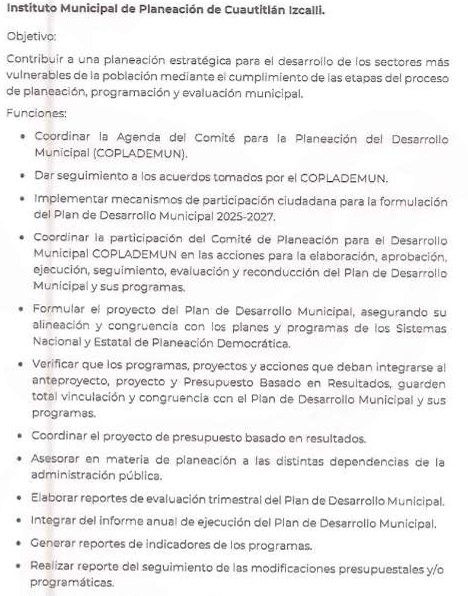 Instituto Municipal de Planeación de Cuautitlán Izcalli.
Objetivo:
Contribuir a una planeación estratégica para el desarrollo de los sectores más
vulnerables de la población mediante el cumplimiento de las etapas del proceso
de planeación, programación y evaluación municipal.
Funciones:
• Coordinar la Agenda del Comité para la Planeación del Desarrollo
Municipal (COPLADEMUN).
• Dar seguimiento a los acuerdos tomados por el COPLADEMUN.
• Implementar mecanismos de participación ciudadana para la formulación
del Plan de Desarrollo Municipal 2025-2027.
• Coordinar la participación del Comité de Planeación para el Desarrollo
Municipal COPLADEMUN en las acciones para la elaboración, aprobación,
ejecución, seguimiento, evaluación y reconducción del Plan de Desarrollo
Municipal y sus programas.
• Formular el proyecto del Plan de Desarrollo Municipal, asegurando su
alineación y congruencia con los planes y programas de los Sistemas
Nacional y Estatal de Planeación Democrática.
• Verificar que los programas, proyectos y acciones que deban integrarse al
anteproyecto, proyecto y Presupuesto Basado en Resultados, guarden
total vinculación y congruencia con el Plan de Desarrollo Municipal y sus
programas.
• Coordinar el proyecto de presupuesto basado en resultados.
• Asesorar en materia de planeación a las distintas dependencias de la
administración pública.
• Elaborar reportes de evaluación trimestral del Plan de Desarrollo Municipal.
• Integrar del informe anual de ejecución del Plan de Desarrollo Municipal.
• Generar reportes de indicadores de los programas.
• Realizar reporte del seguimiento de las modificaciones presupuestales y/o
programáticas.